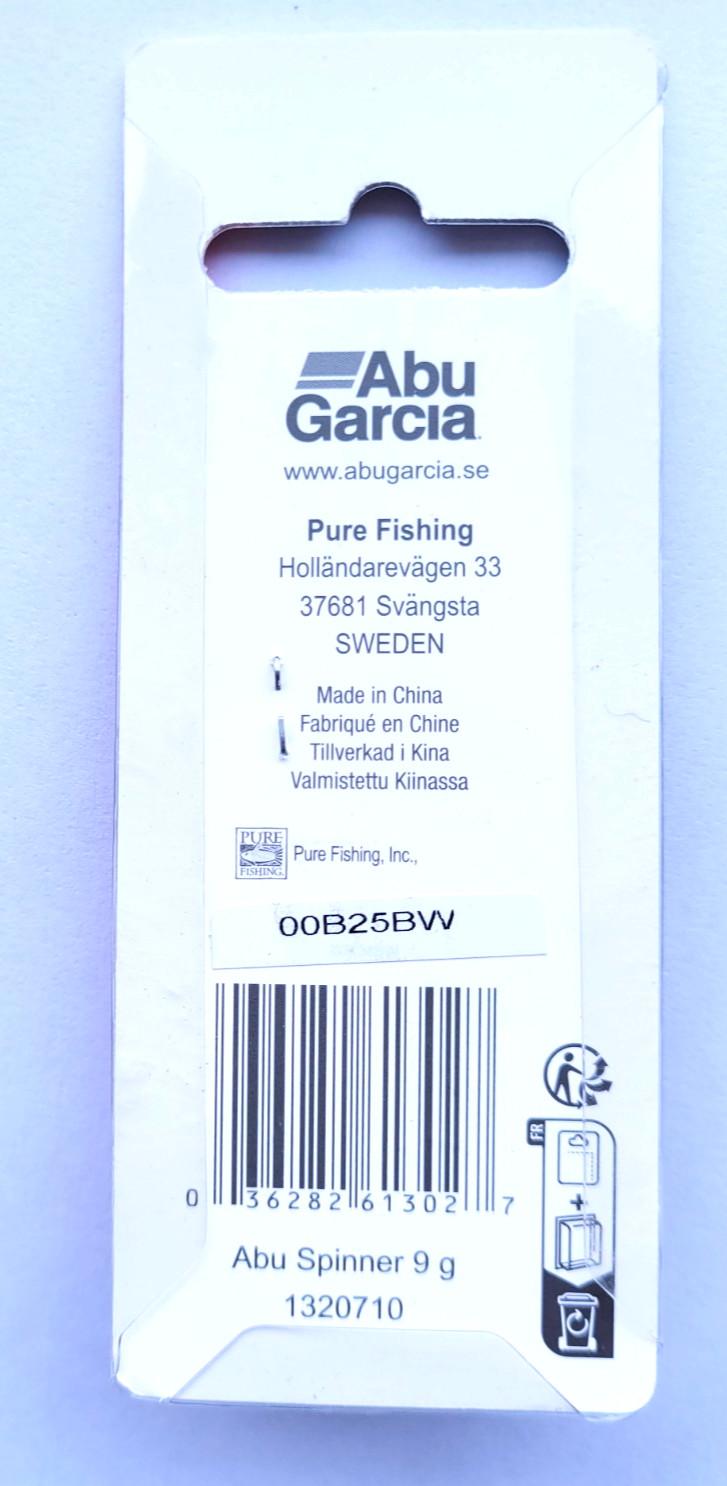 Abu
Garcia
www.abugarcia.se
Pure Fishing
Holländarevägen 33
37681 Svängsta
SWEDEN
Made in China
Fabriqué en Chine
Tillverkad i Kina
Valmistettu Kiinassa
PURE
FISHING
Pure Fishing, Inc.,
00B25BW
0 36282 61302 7
FR
+
Abu Spinner 9 g
1320710